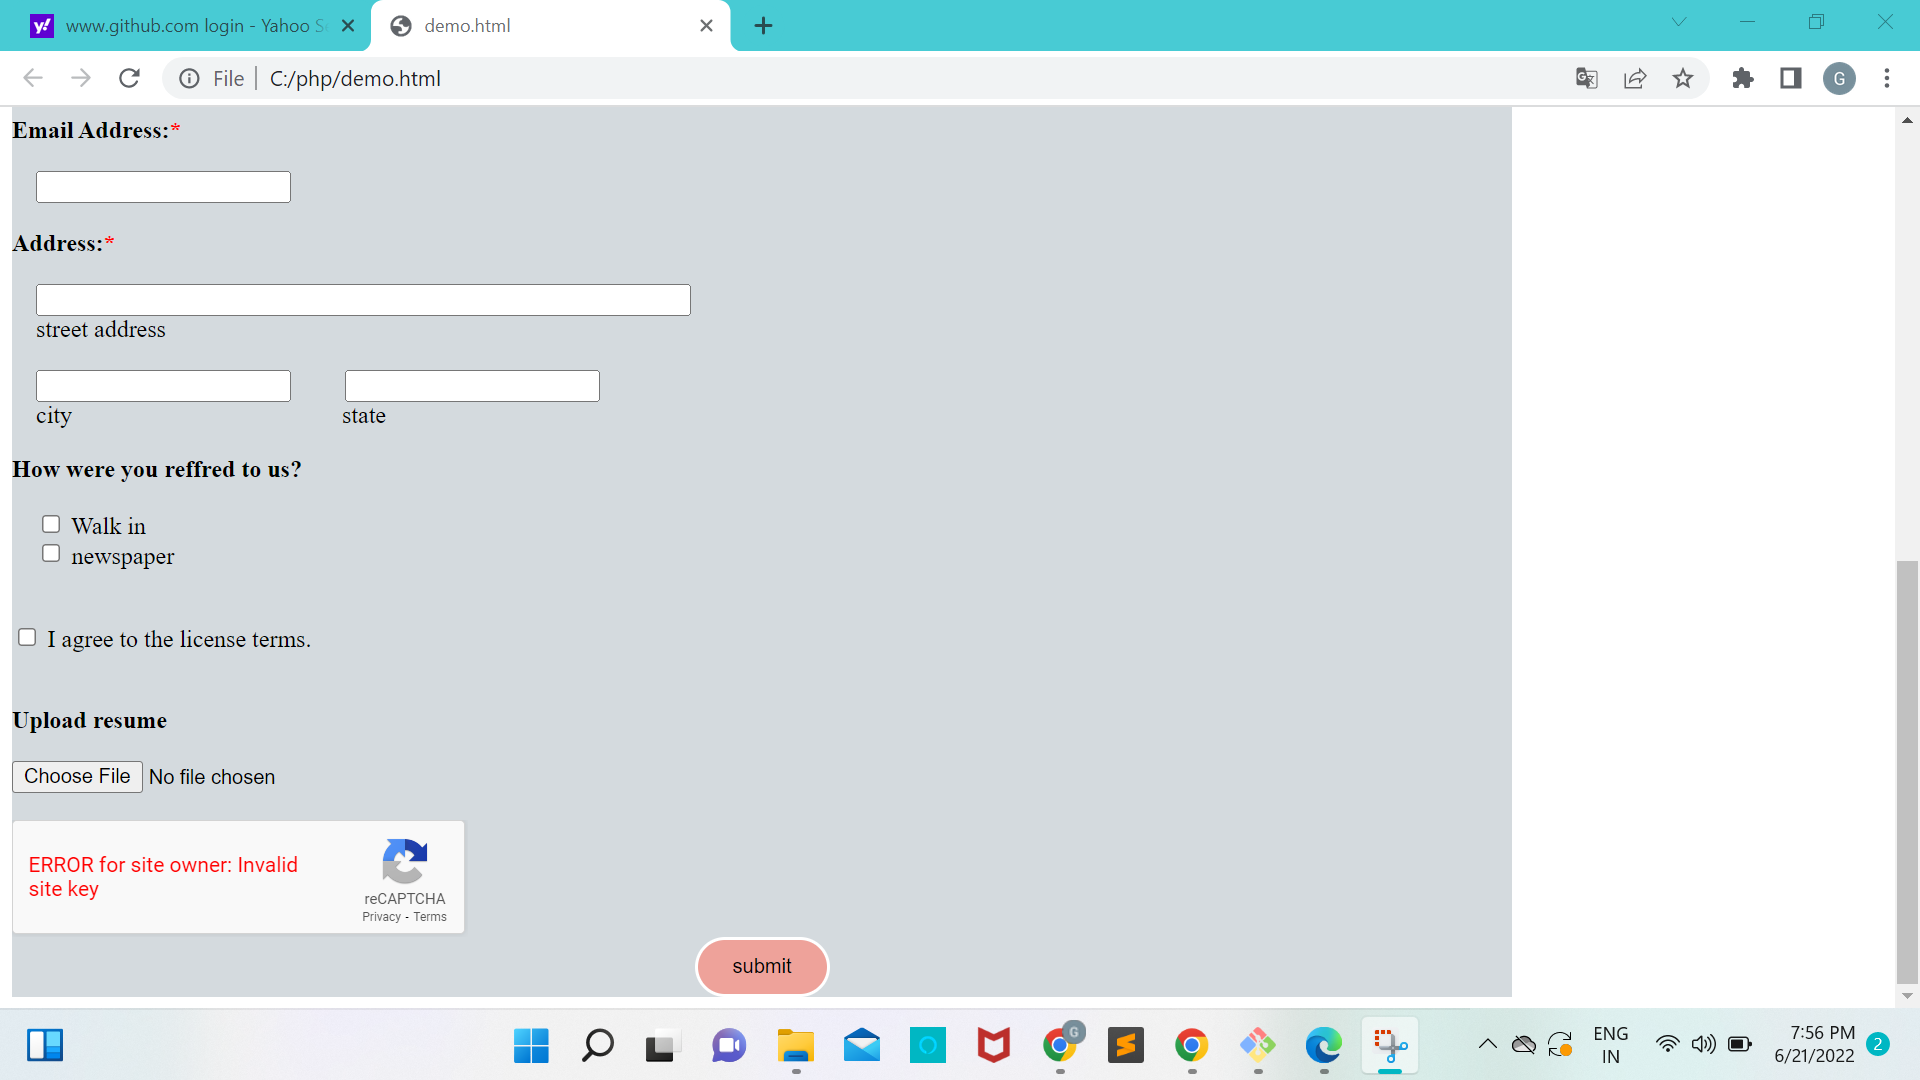 www.github.com login - Yahoo S
demo.html
File
C:/php/demo.html
G
Email Address:*
Address:*
street address
city
state
How were you reffred to us?
Walk in
newspaper
I agree to the license terms.
Upload resume
Choose File No file chosen
ERROR for site owner: Invalid
site key
reCAPTCHA
Privacy - Terms
submit
G
ENG
IN
7:56 PM
6/21/2022
2